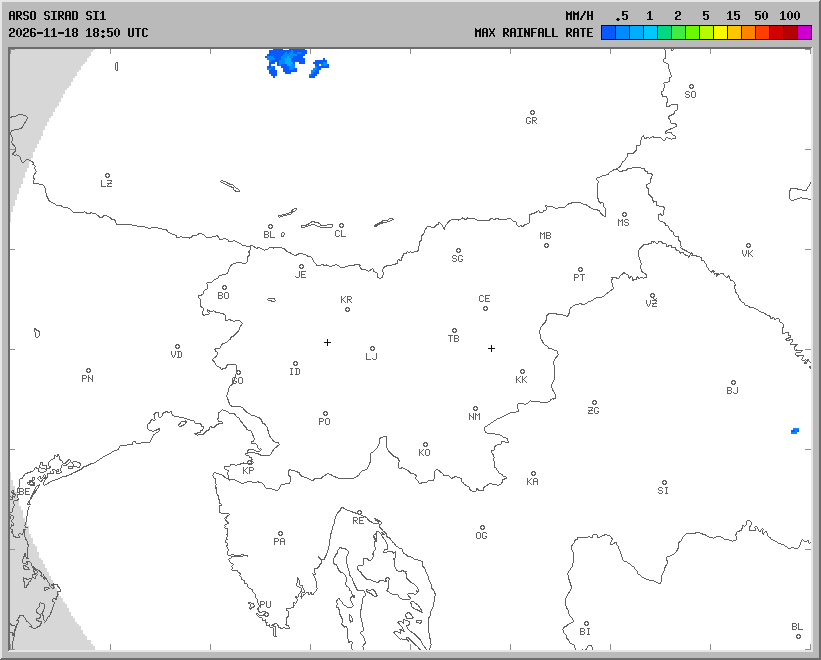 ARSO SIRAD SI1
2026-11-18 18:50 UTC
MM/H .5 1 2 5 15 50 100
MAX RAINFALL RATE
SO
GR
LZ
MS
BL
CL
MB
VK
SG
JE
PT
BO
KR
CE
VZ
TB
VD
LJ
ID
PN
GO
KK
BJ
NM
ZG
PO
KO
KP
KA
BE
SI
RE
OG
PA
PU
BI
BL